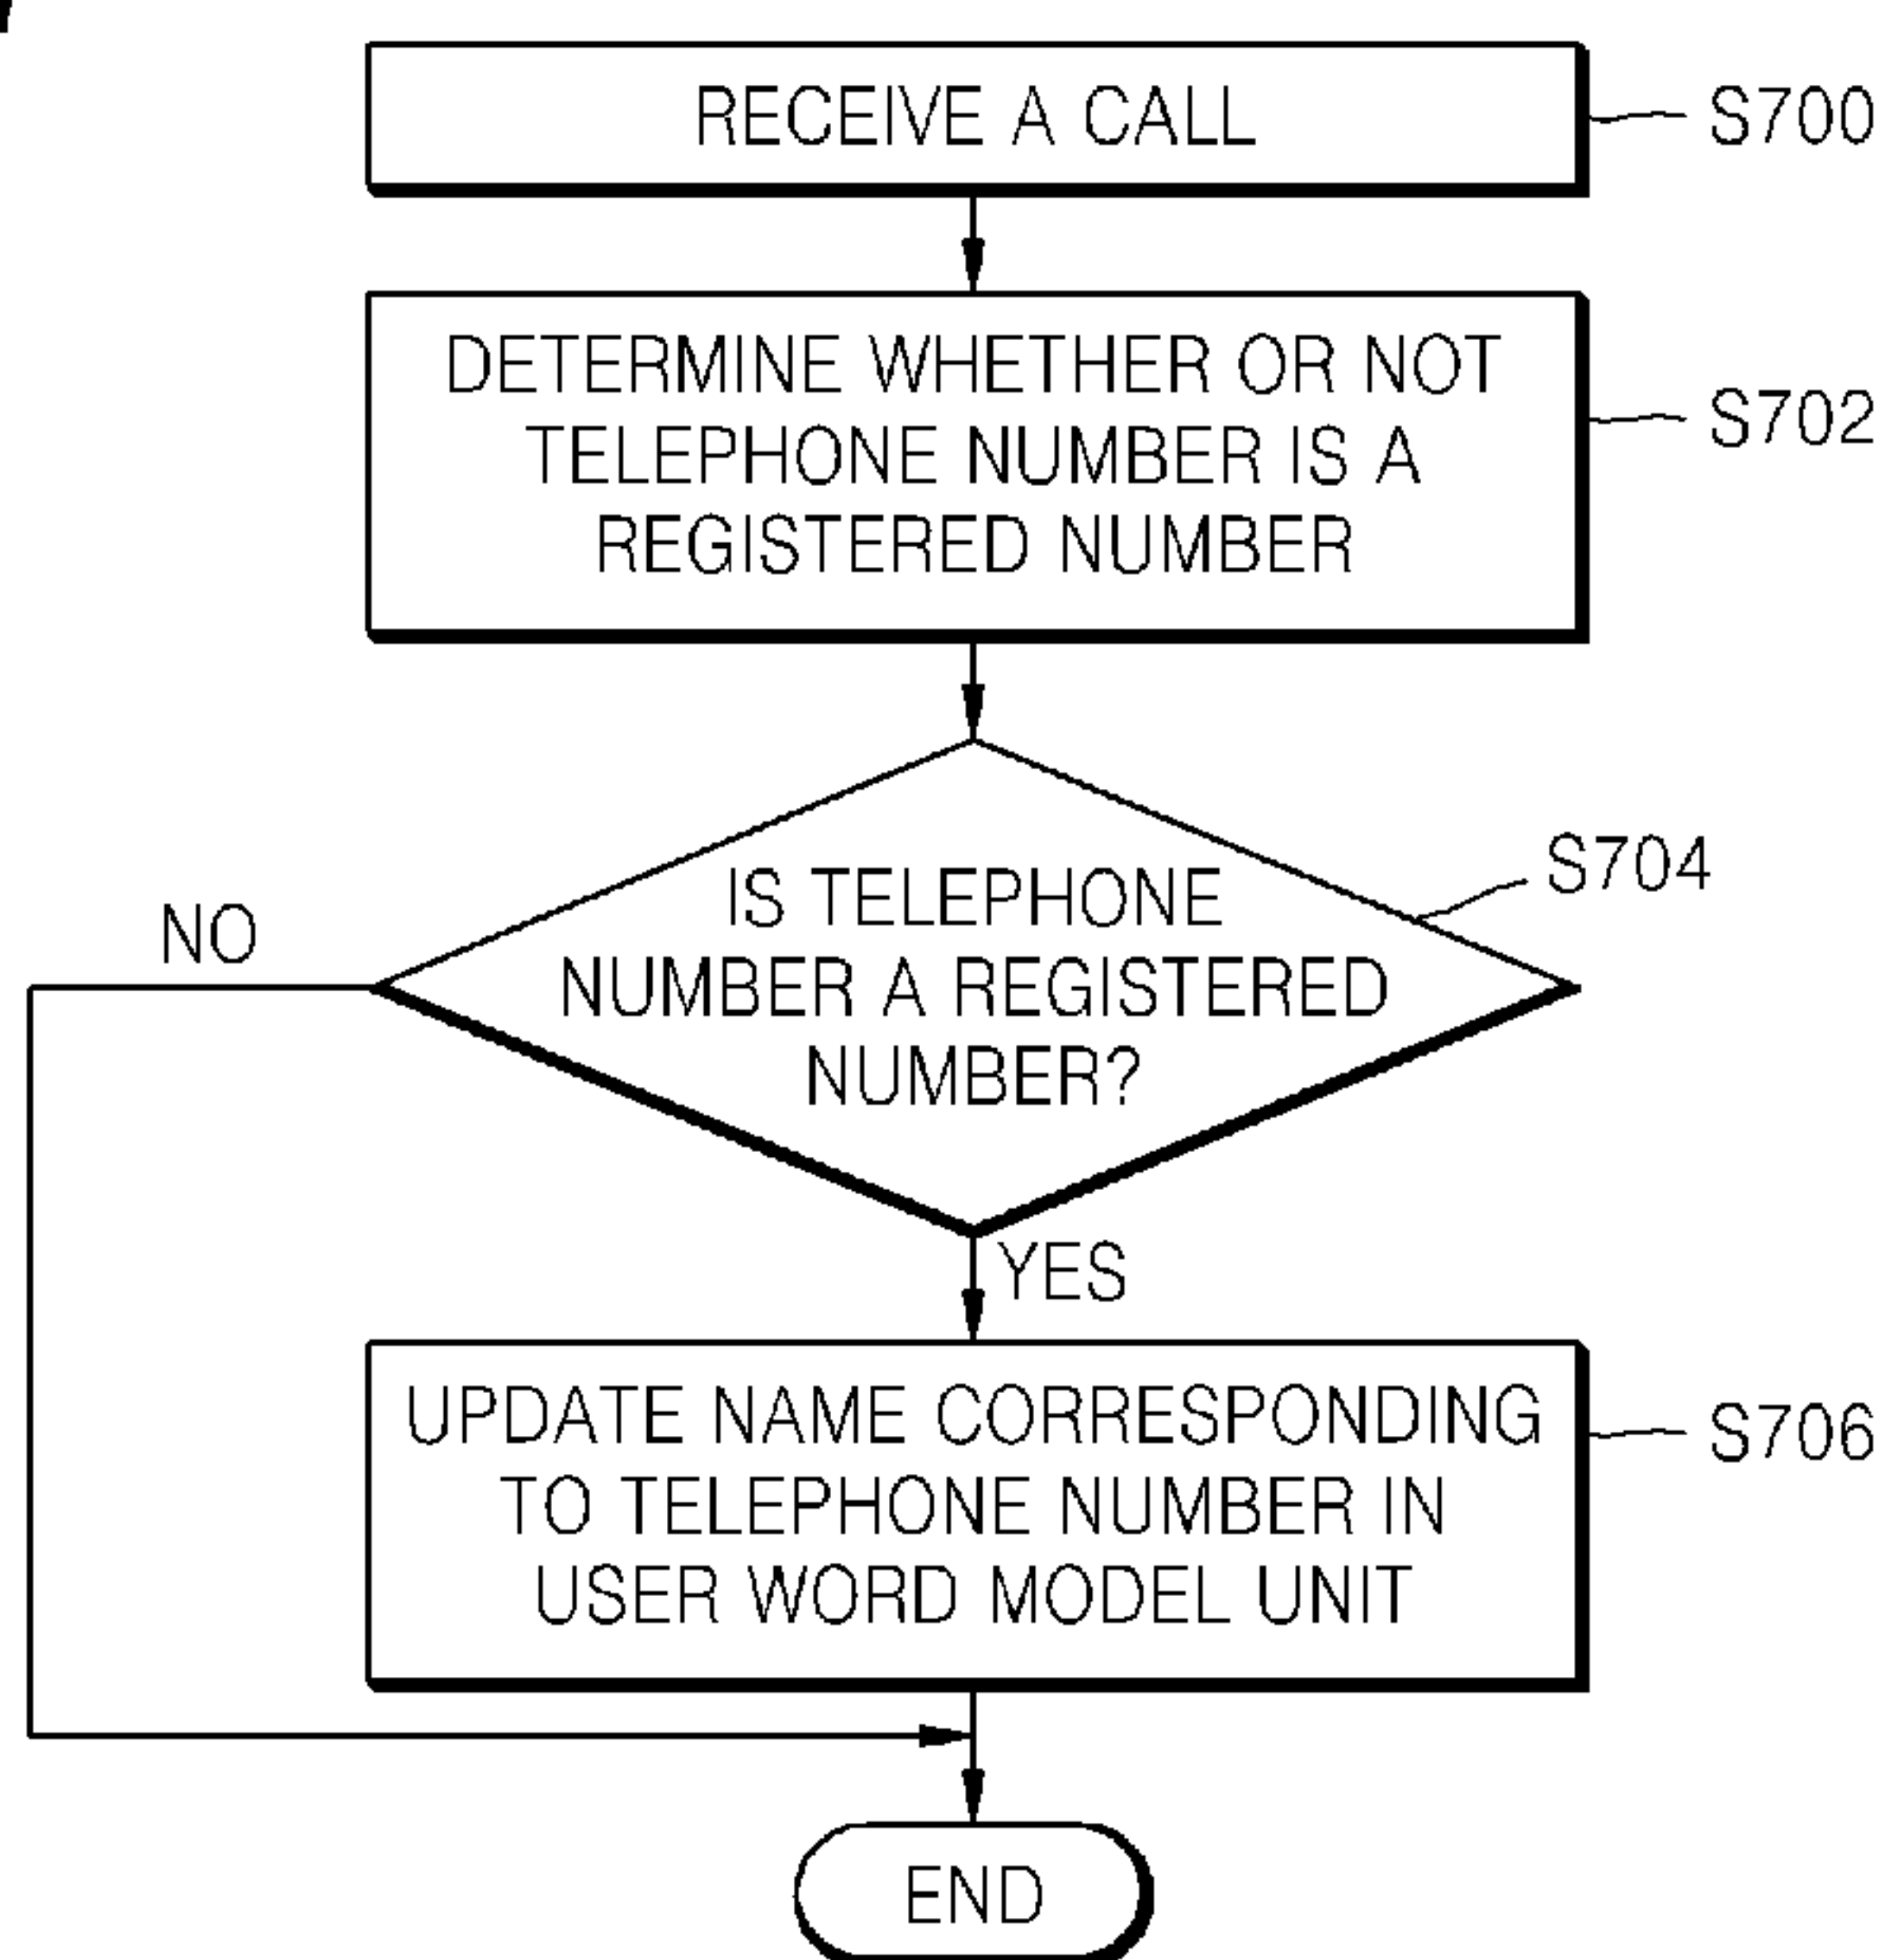 RECEIVE A CALL
S700
DETERMINE WHETHER OR NOT
TELEPHONE NUMBER IS A
REGISTERED NUMBER
S702
IS TELEPHONE
NUMBER A REGISTERED
NUMBER?
S704
NO
YES
UPDATE NAME CORRESPONDING
TO TELEPHONE NUMBER IN
USER WORD MODEL UNIT
S706
END